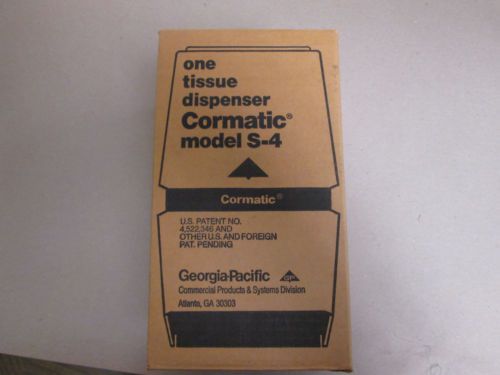 one
tissue
dispenser
Cormatic®
model S-4
Cormatic®
U.S. PATENT NO.
4,522,346 AND
OTHER U.S. AND FOREIGN
PAT. PENDING
Georgia-Pacific GP
Commercial Products & Systems Division
Atlanta, GA 30303